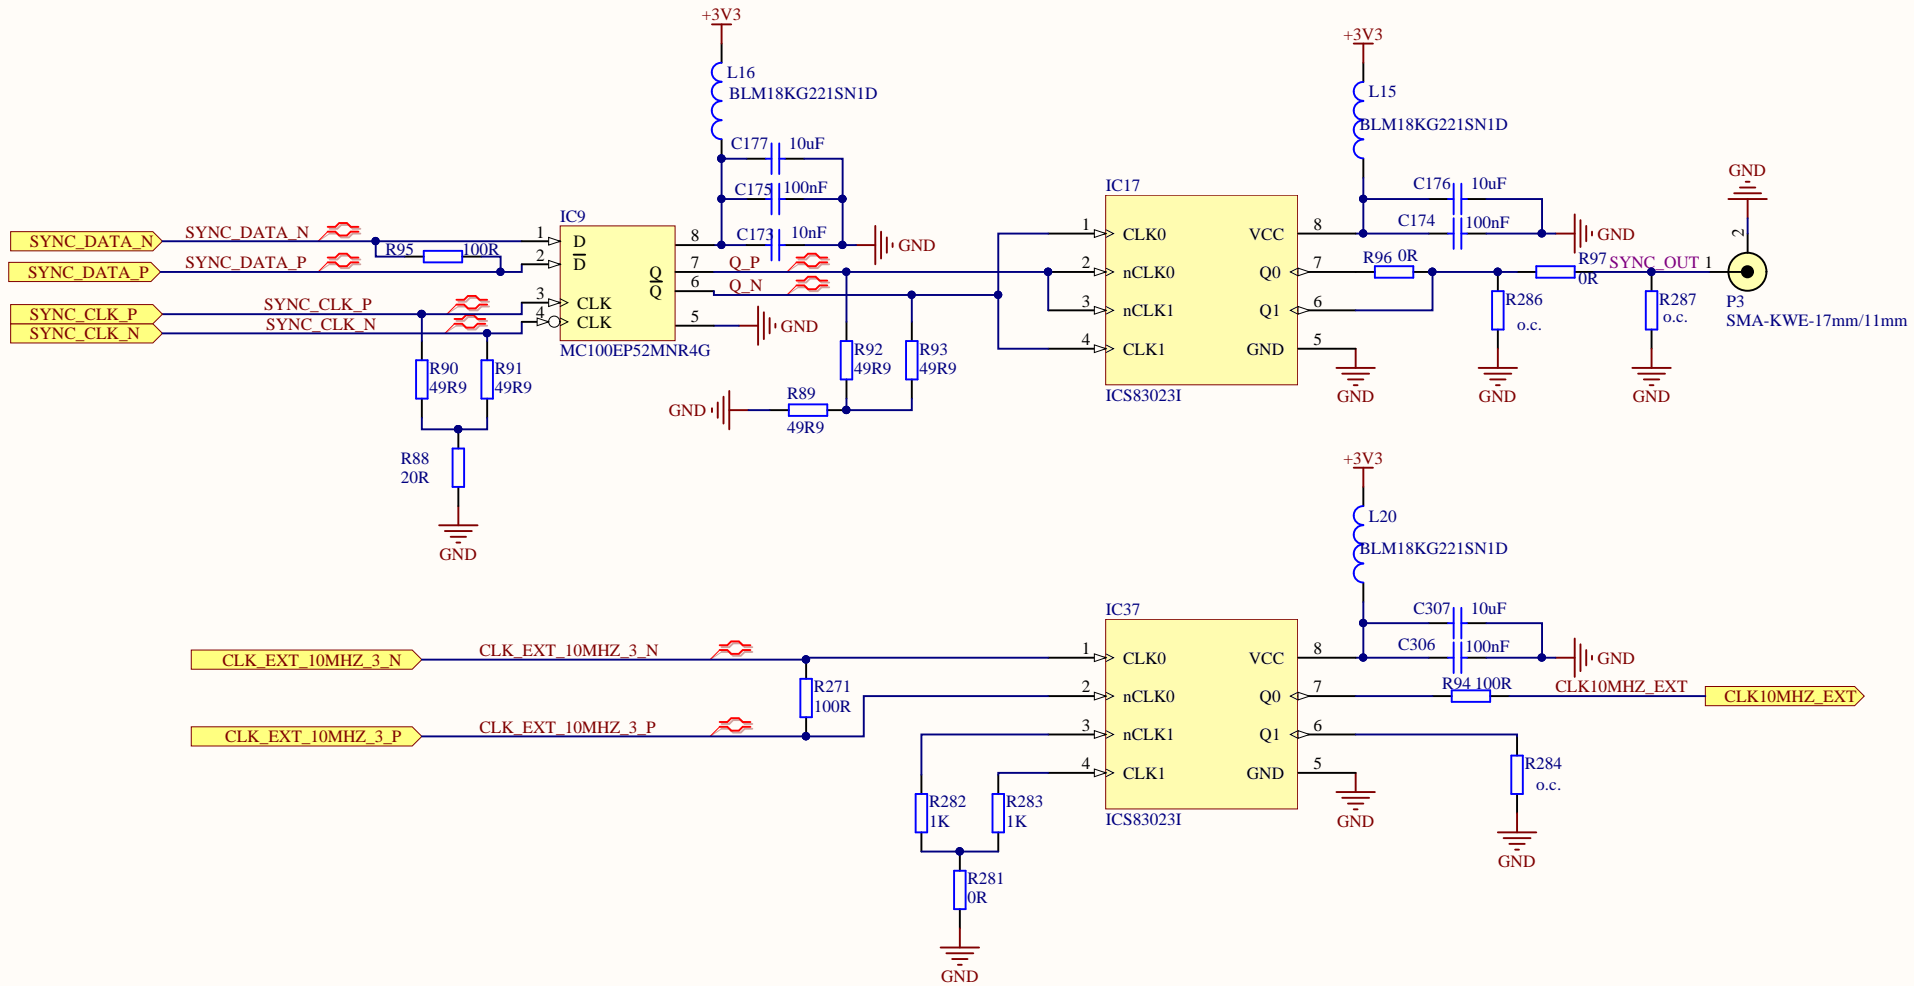 +3V3
L16
BLM18KG221SN1D
C177 10uF
C175 100nF
C173 10nF
GND
SYNC_DATA_N
SYNC_DATA_N
R95 100R
SYNC_DATA_P
SYNC_DATA_P
SYNC_CLK_P
SYNC_CLK_P
SYNC_CLK_N
SYNC_CLK_N
R90
49R9
R91
49R9
R88
20R
GND
IC9
1 D
2 D
3 CLK
4 CLK
8
7 Q
6 Q
5
MC100EP52MNR4G
GND
Q_P
Q_N
R92
49R9
R93
49R9
R89
49R9
GND
+3V3
L15
BLM18KG221SN1D
C176 10uF
C174 100nF
GND
IC17
1 CLK0
2 nCLK0
3 nCLK1
4 CLK1
VCC 8
Q0 7
Q1 6
GND 5
ICS83023I
GND
R96 0R
R286
o.c.
GND
R97
0R
SYNC_OUT 1
R287
o.c.
GND
GND
2
P3
SMA-KWE-17mm/11mm
+3V3
L20
BLM18KG221SN1D
C307 10uF
C306 100nF
GND
CLK_EXT_10MHZ_3_N
CLK_EXT_10MHZ_3_N
R271
100R
CLK_EXT_10MHZ_3_P
CLK_EXT_10MHZ_3_P
IC37
1 CLK0
2 nCLK0
3 nCLK1
4 CLK1
VCC 8
Q0 7
Q1 6
GND 5
ICS83023I
GND
R94 100R
CLK10MHZ_EXT
CLK10MHZ_EXT
R284
o.c.
GND
R282
1K
R283
1K
R281
0R
GND